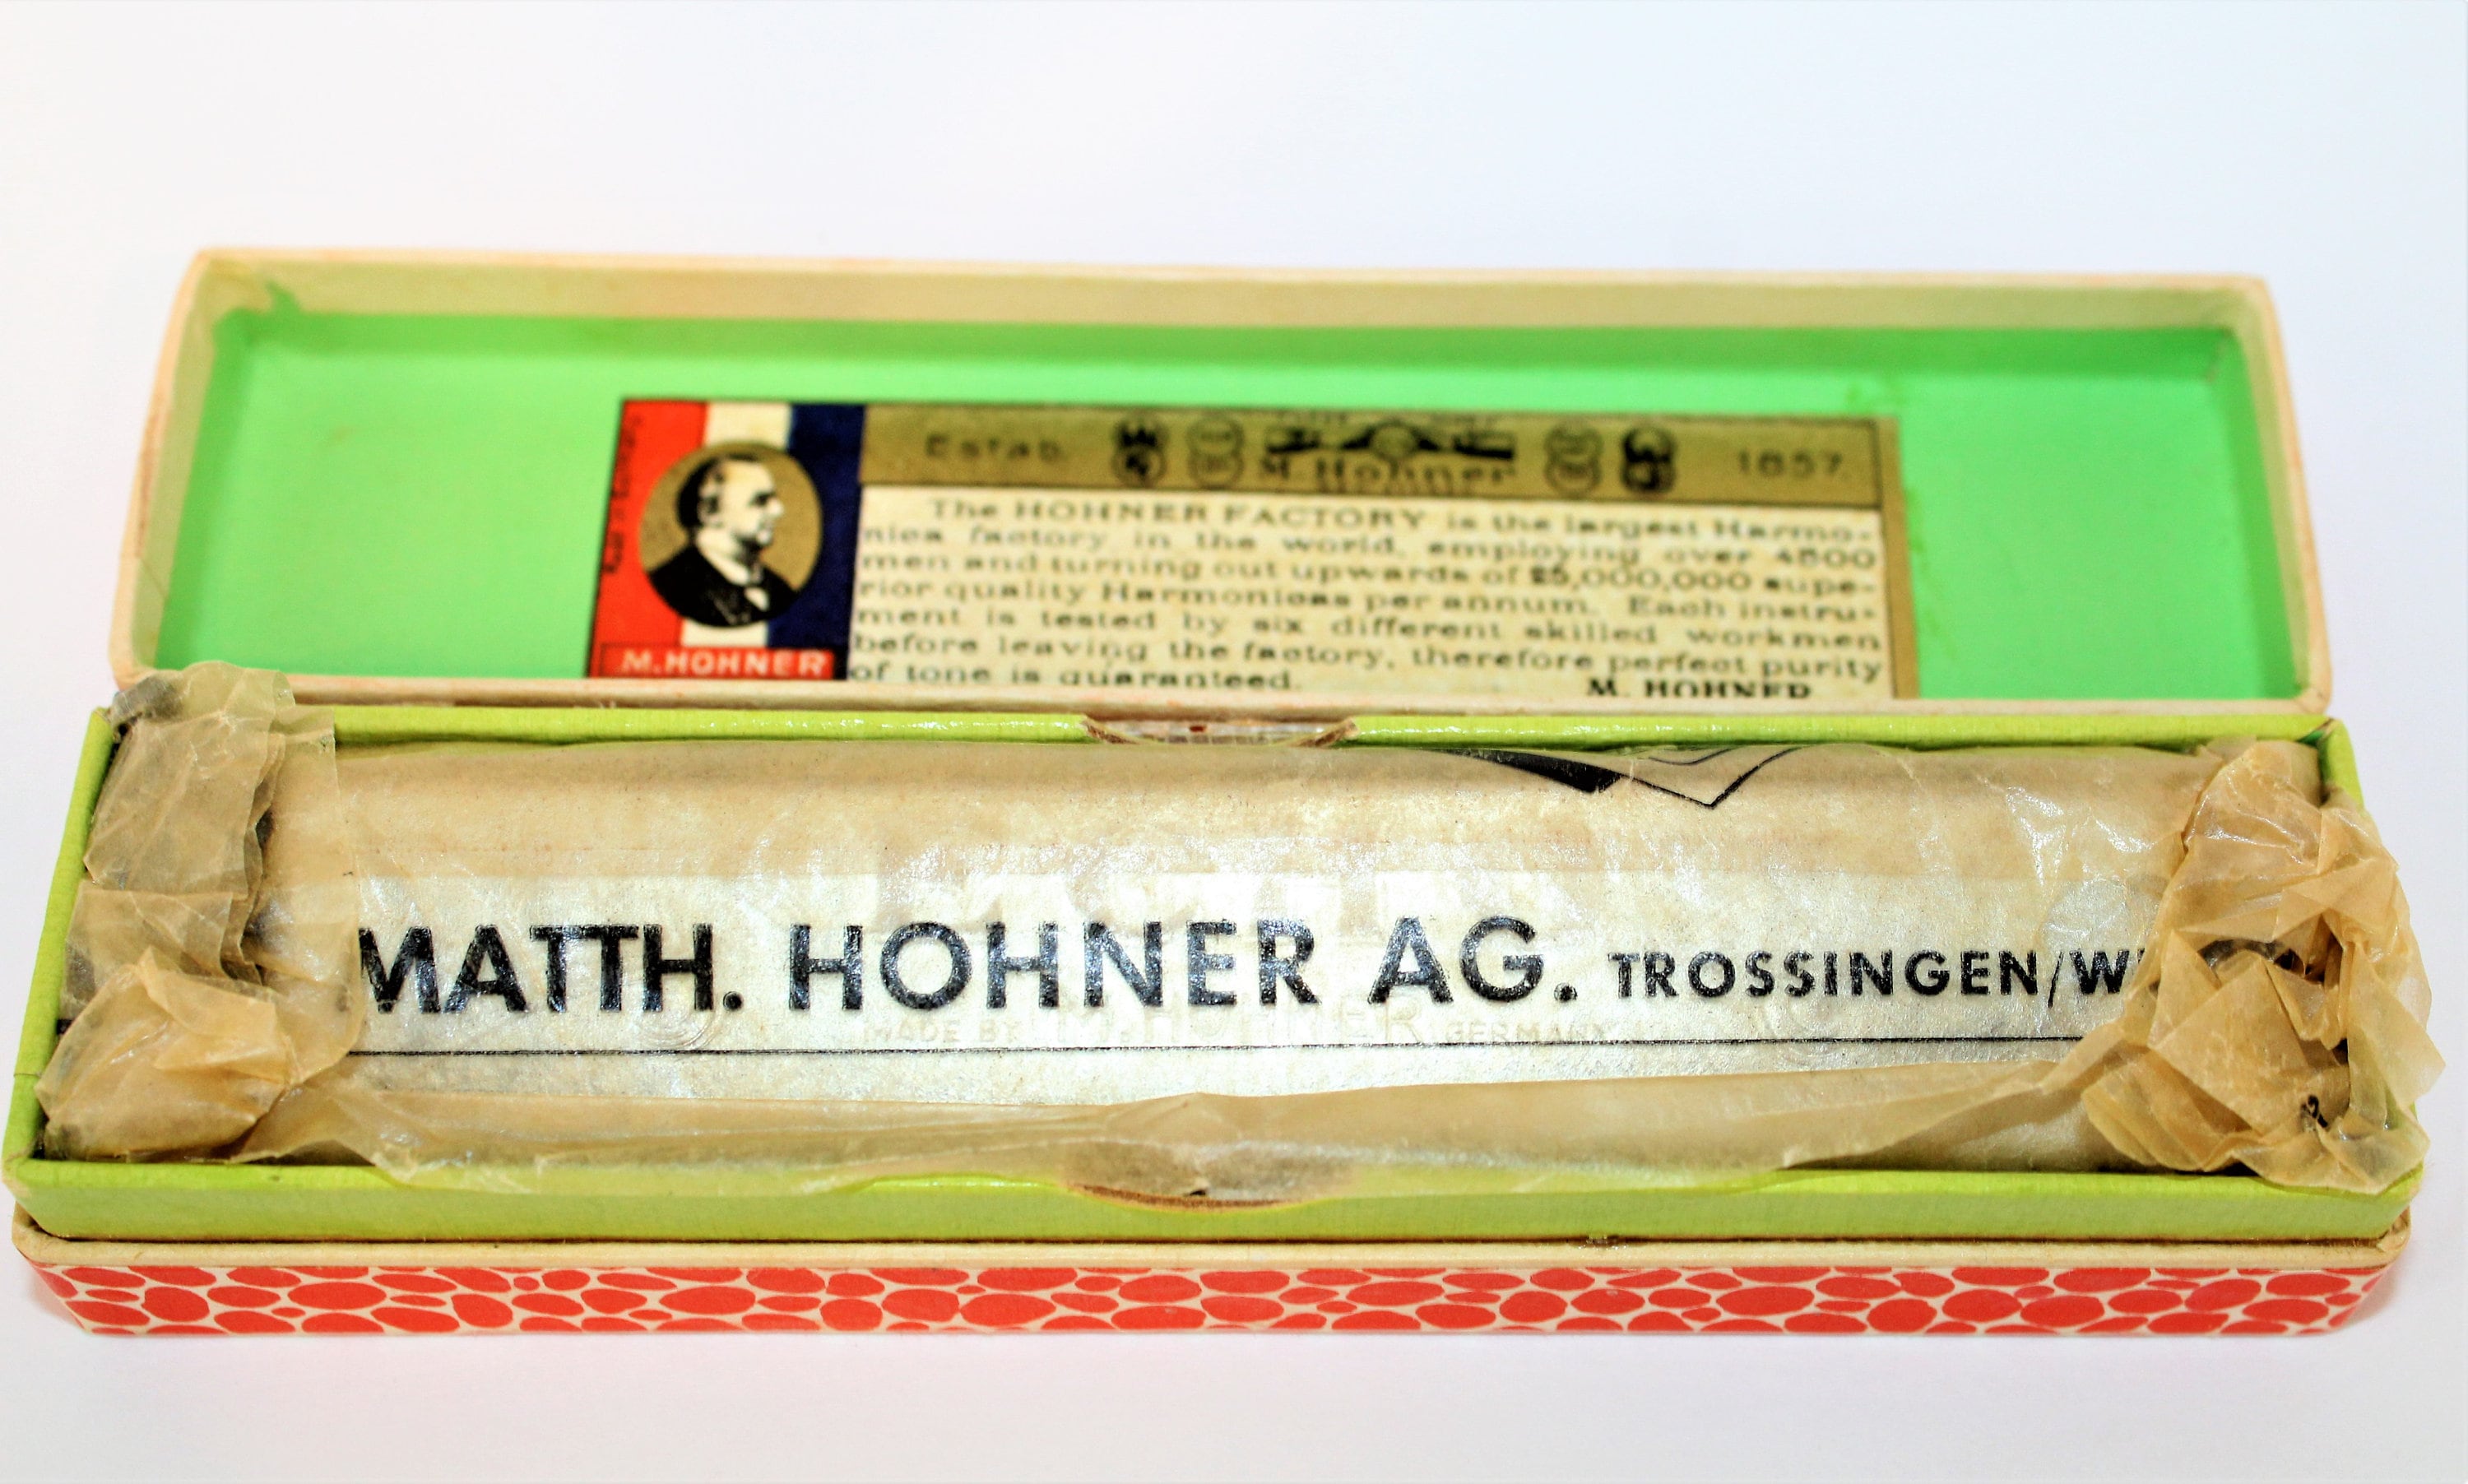 Estab. M. Hohner 1857.
The HOHNER FACTORY is the largest Harmo-
nica factory in the world, employing over 4500
men and turning out upwards of 25,000,000 supe-
rior quality Harmonicas per annum. Each instru-
ment is tested by six different skilled workmen
before leaving the factory, therefore perfect purity
of tone is guaranteed.
M. HOHNER
M. HOHNER
MATTH. HOHNER AG. TROSSINGEN/W
MADE BY M. HOHNER GERMANY